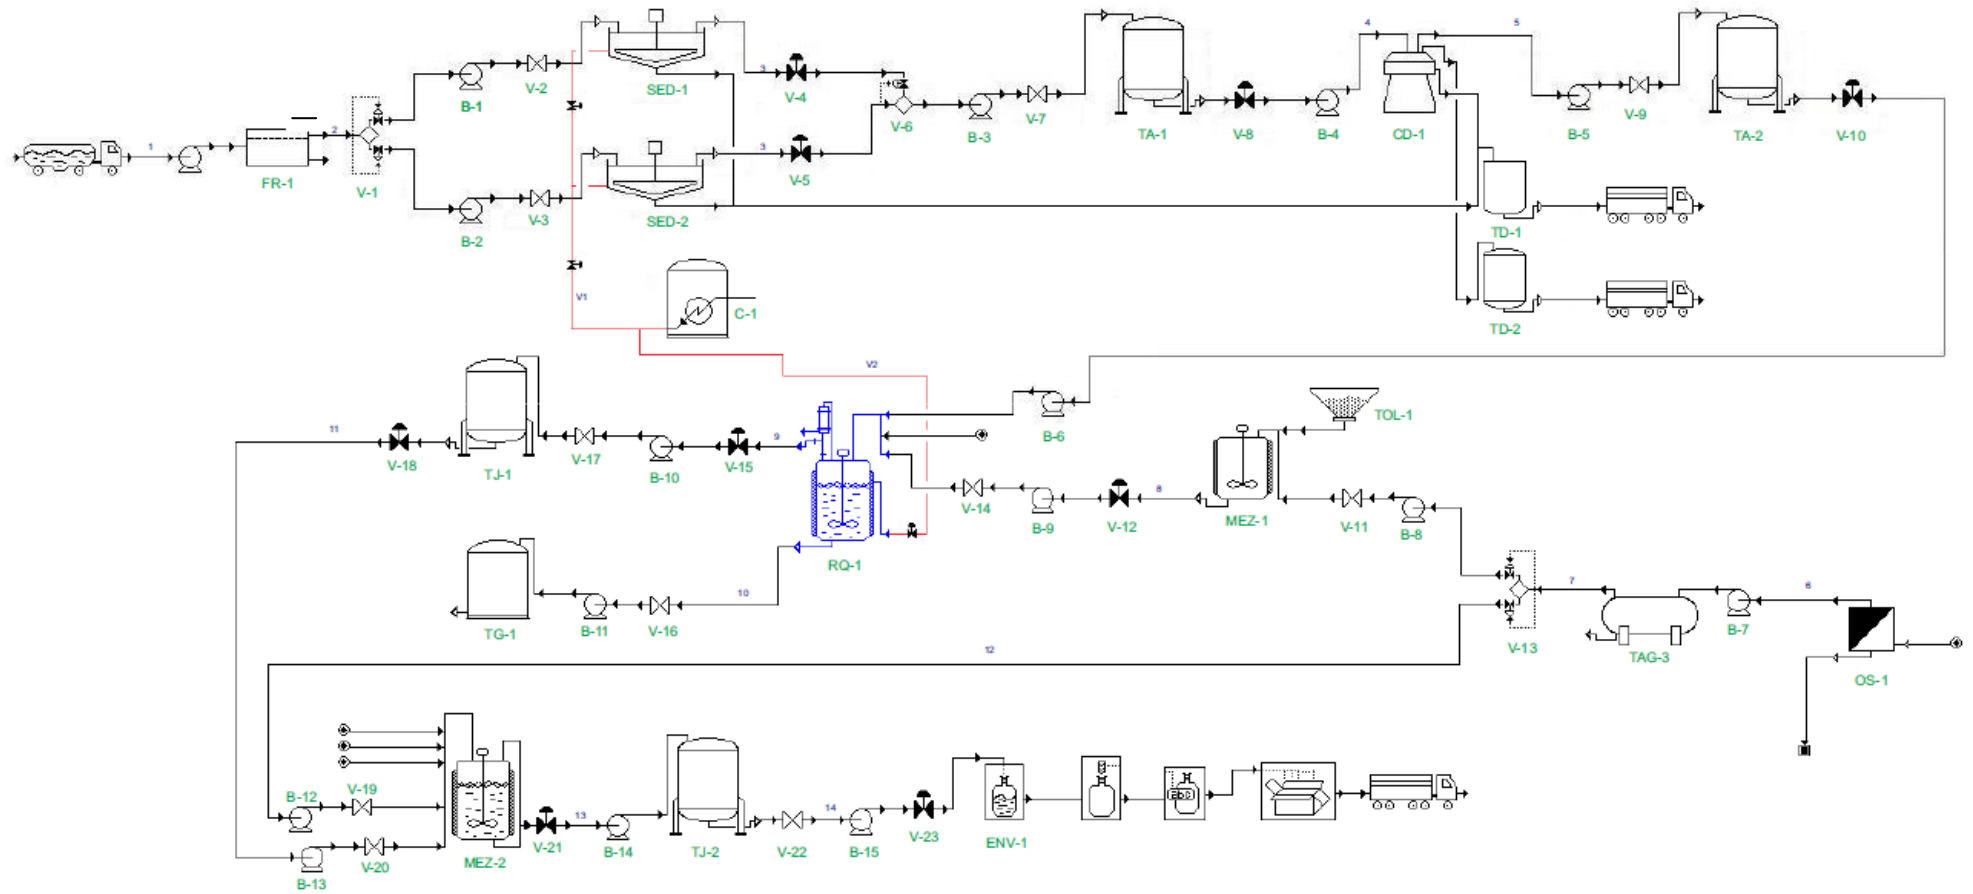 4
5
3
B-1
V-2
SED-1
V-4
V-6
B-3
V-7
TA-1
V-8
B-4
CD-1
B-5
V-9
TA-2
V-10
1
2
FR-1
V-1
3
V-5
B-2
V-3
SED-2
TD-1
V1
C-1
TD-2
V2
11
V-18
TJ-1
V-17
B-10
V-15
9
B-6
TOL-1
V-14
B-9
V-12
8
MEZ-1
V-11
B-8
RQ-1
10
TG-1
B-11
V-16
7
6
V-13
TAG-3
B-7
OS-1
12
B-12
V-19
V-20
B-13
MEZ-2
V-21
13
B-14
TJ-2
V-22
14
B-15
V-23
ENV-1
abc